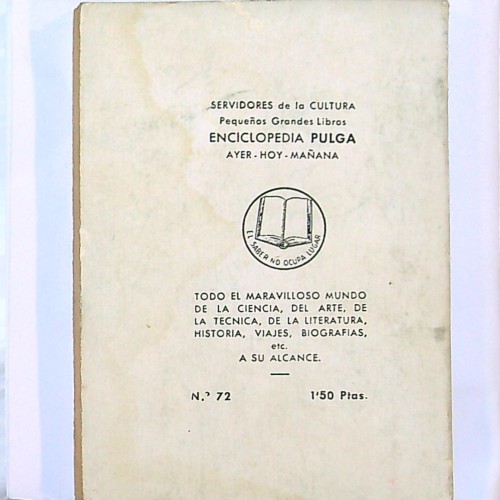 SERVIDORES de la CULTURA
Pequeños Grandes Libros
ENCICLOPEDIA PULGA
AYER - HOY - MAÑANA
EL SABER NO OCUPA LUGAR
TODO EL MARAVILLOSO MUNDO
DE LA CIENCIA, DEL ARTE, DE
LA TECNICA, DE LA LITERATURA,
HISTORIA, VIAJES, BIOGRAFIAS,
etc.
A SU ALCANCE.
N.º 72 1'50 Ptas.